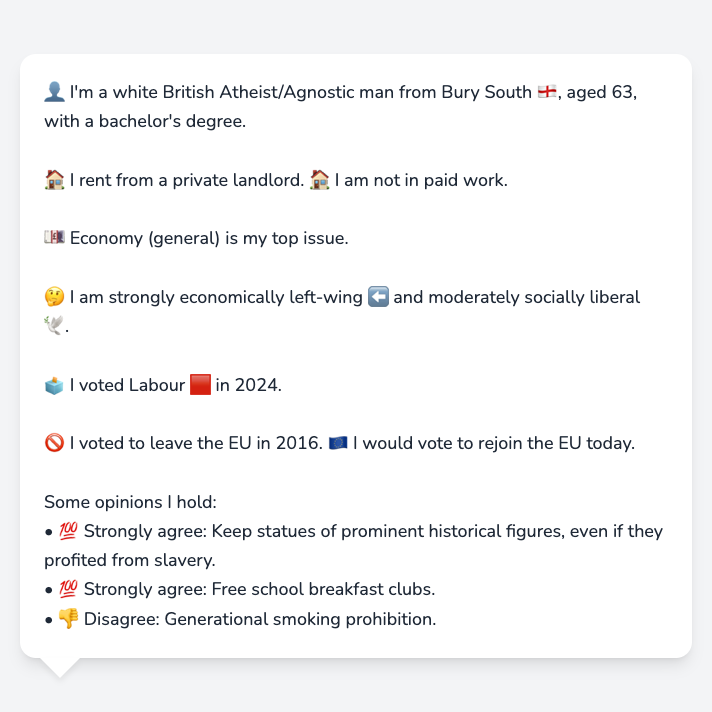 👤 I'm a white British Atheist/Agnostic man from Bury South 🏴󠁧󠁢󠁥󠁮󠁧󠁿, aged 63,
with a bachelor's degree.
🏠 I rent from a private landlord. 🏠 I am not in paid work.
💷 Economy (general) is my top issue.
🤔 I am strongly economically left-wing ⬅️ and moderately socially liberal
🕊️.
🗳️ I voted Labour 🟥 in 2024.
🚫 I voted to leave the EU in 2016. 🇪🇺 I would vote to rejoin the EU today.
Some opinions I hold:
• 💯 Strongly agree: Keep statues of prominent historical figures, even if they
profited from slavery.
• 💯 Strongly agree: Free school breakfast clubs.
• 👎 Disagree: Generational smoking prohibition.